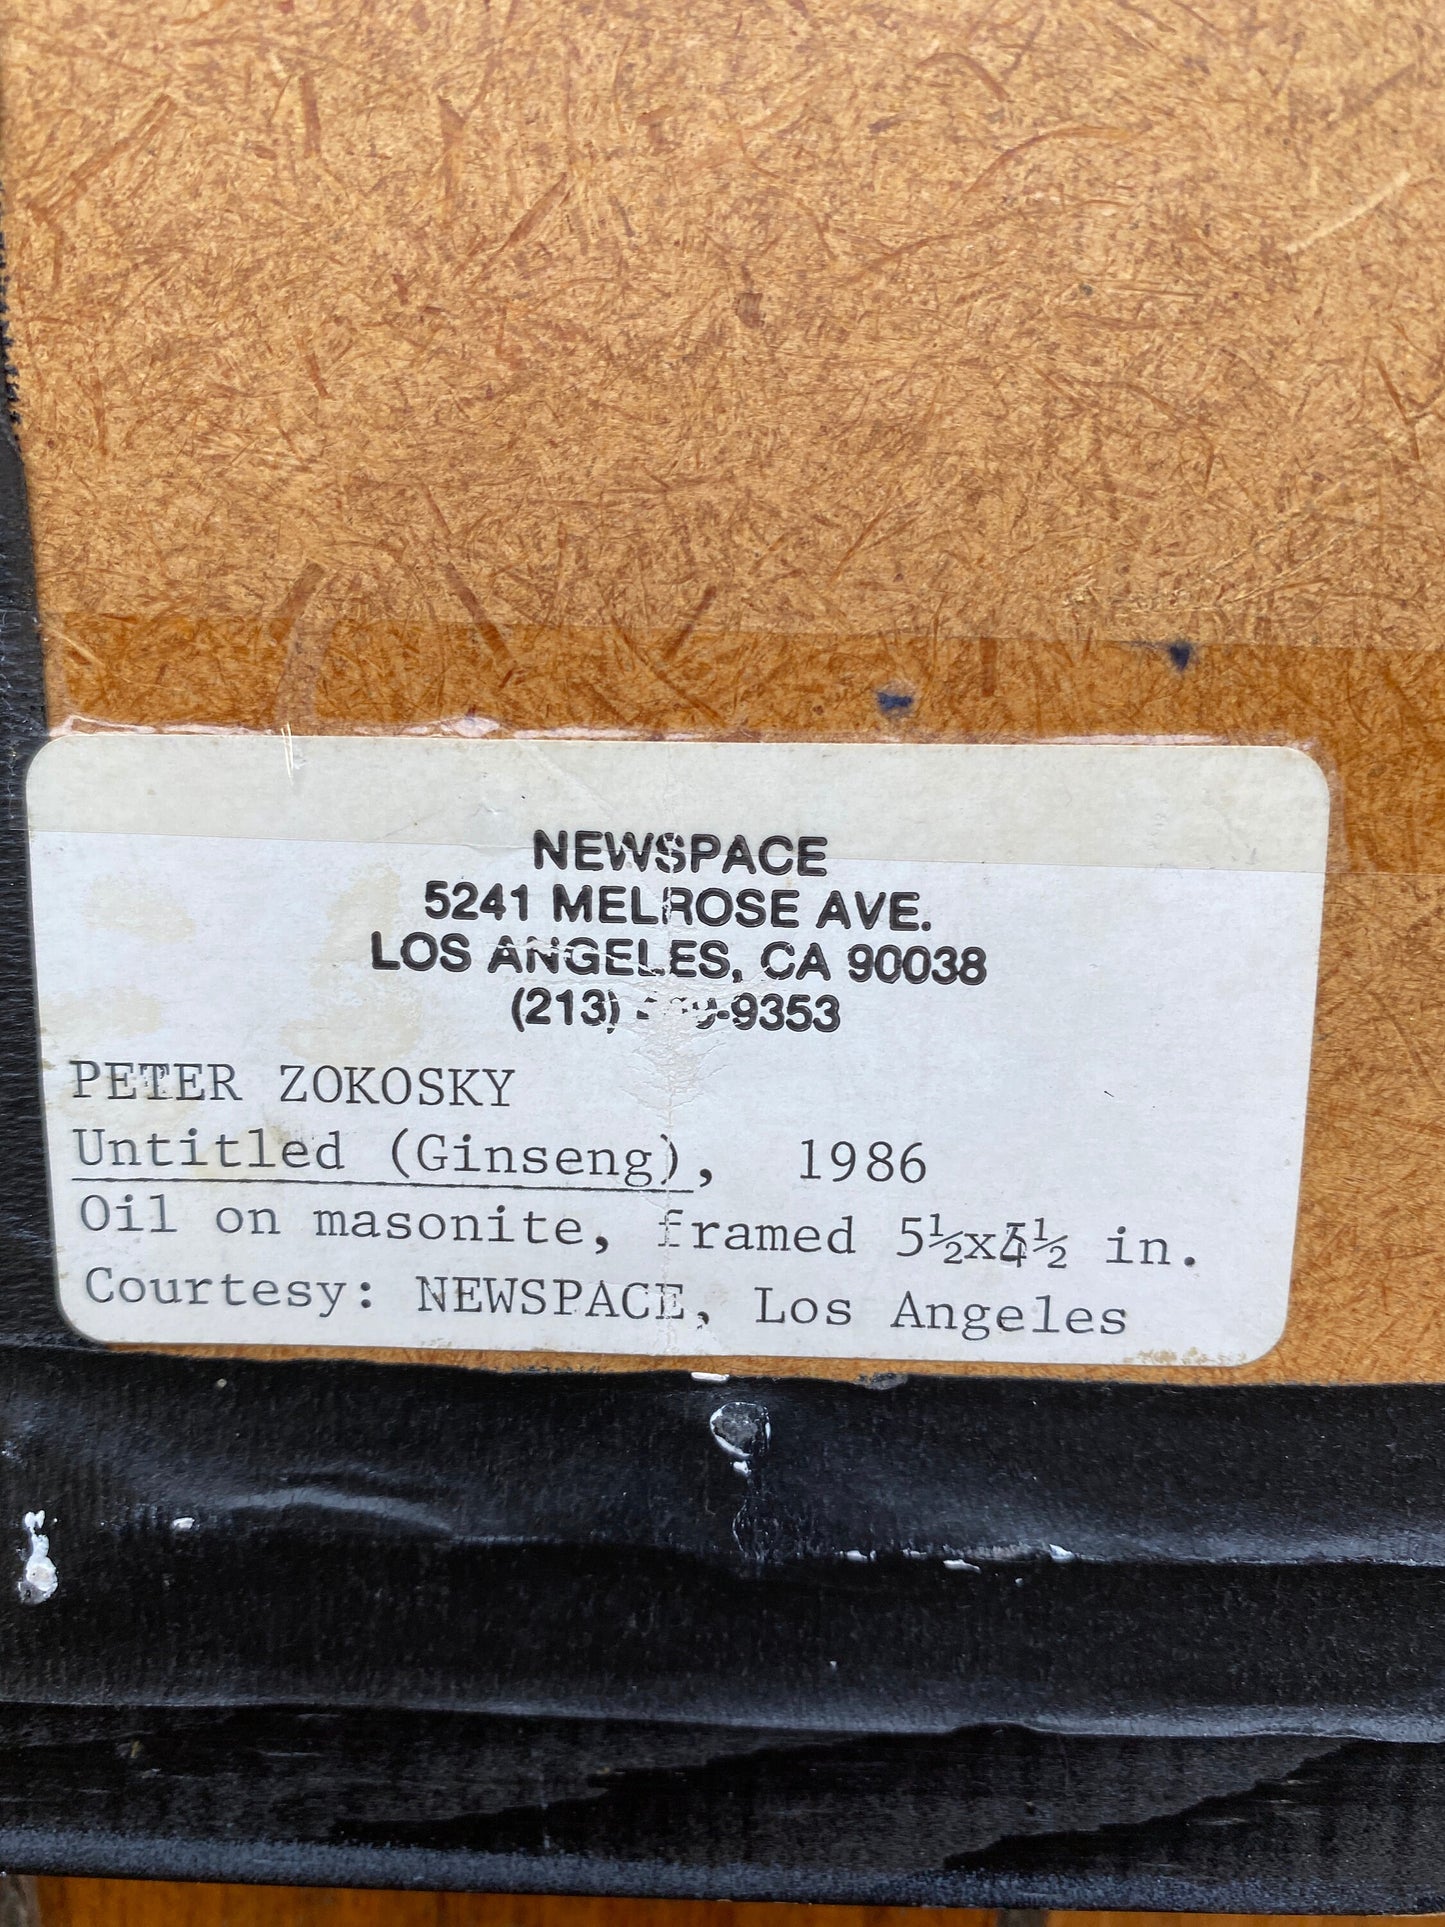 NEWSPACE
5241 MELROSE AVE.
LOS ANGELES, CA 90038
(213) -9353
PETER ZOKOSKY
Untitled (Ginseng), 1986
Oil on masonite, framed 5½x4½ in.
Courtesy: NEWSPACE, Los Angeles